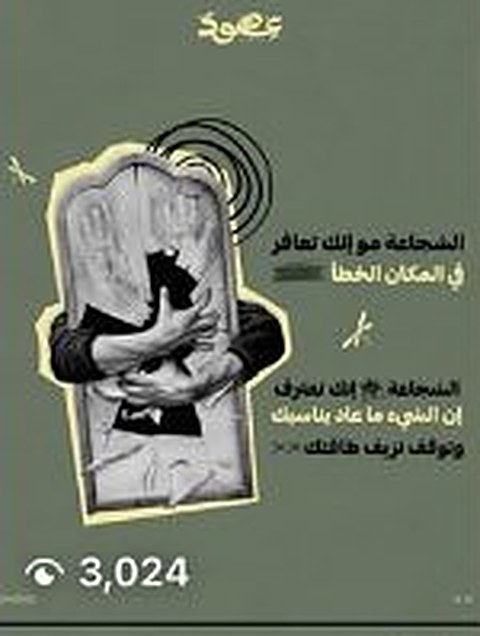 الشجاعة مو إنك تعافر
في المكان الخطأ
الشجاعة إنك تعترف
إن الشيء ما عاد يناسبك
وتوقف نزيف طاقتك
3,024